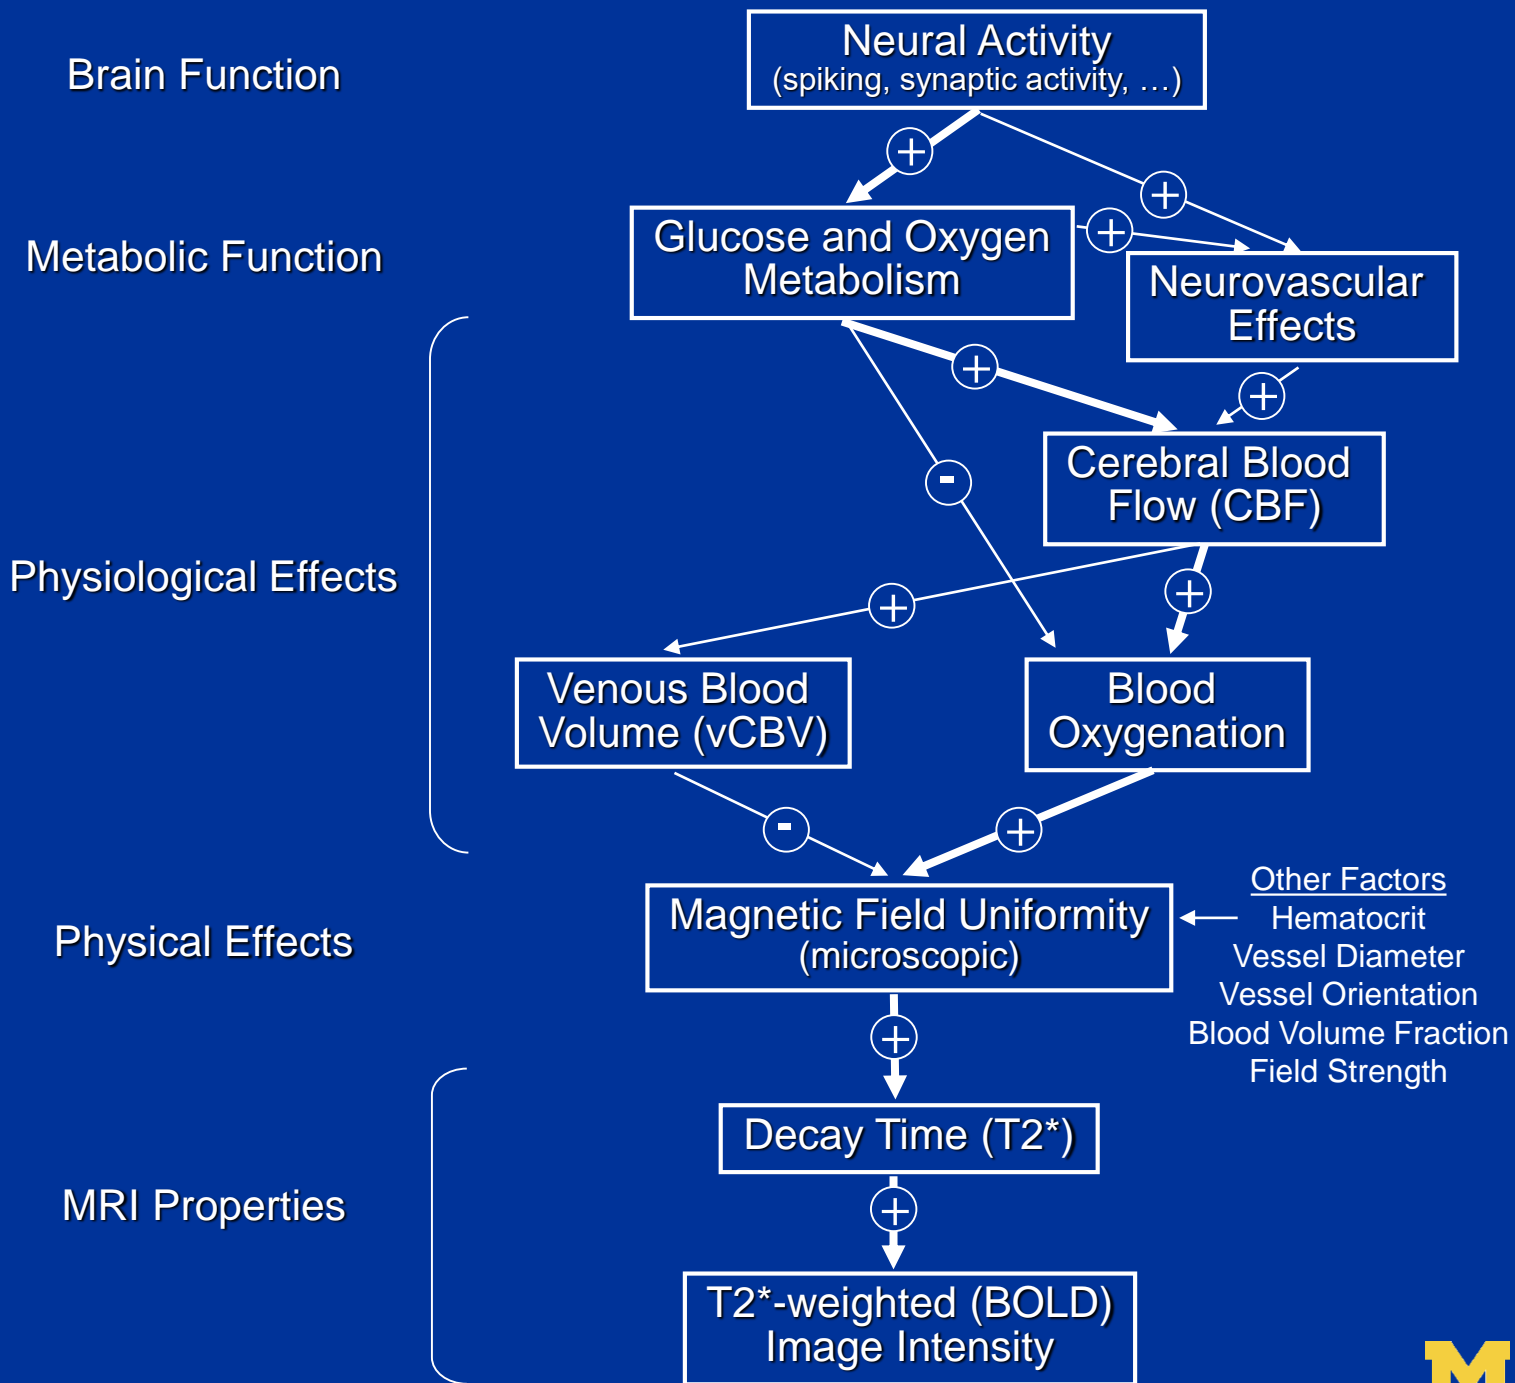 Brain Function
Neural Activity
(spiking, synaptic activity, …)
+
+
Metabolic Function
Glucose and Oxygen
Metabolism
+
Neurovascular
Effects
+
+
-
Cerebral Blood
Flow (CBF)
Physiological Effects
+
+
Venous Blood
Volume (vCBV)
Blood
Oxygenation
-
+
Physical Effects
Magnetic Field Uniformity
(microscopic)
Other Factors
Hematocrit
Vessel Diameter
Vessel Orientation
Blood Volume Fraction
Field Strength
+
Decay Time (T2*)
MRI Properties
+
T2*-weighted (BOLD)
Image Intensity
M